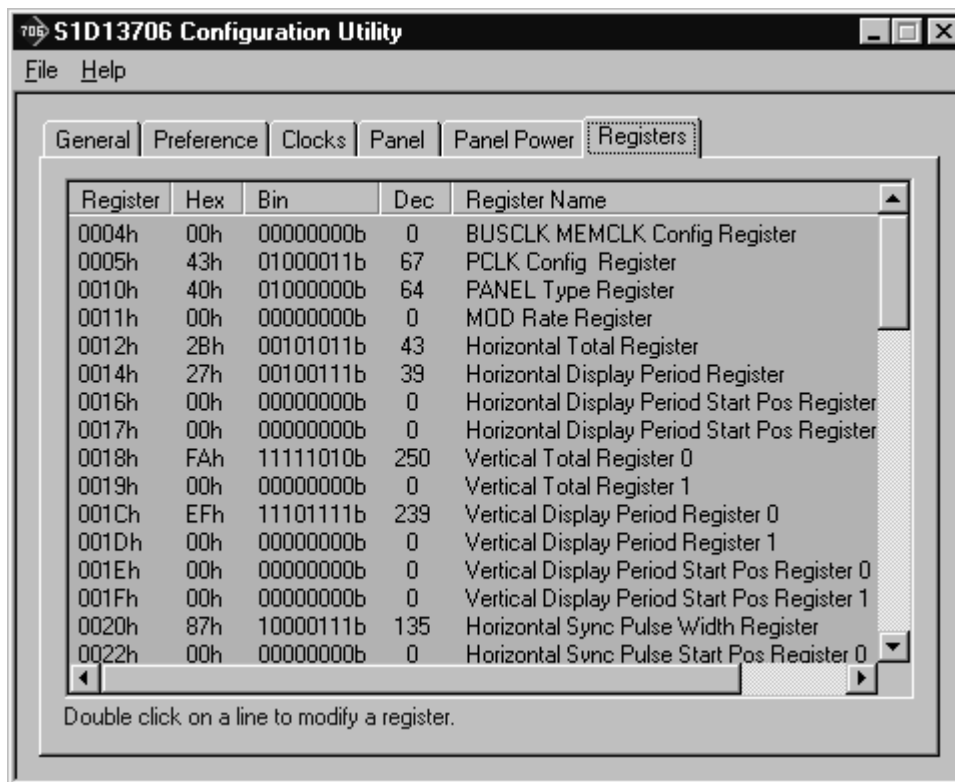 706 S1D13706 Configuration Utility
File Help
General Preference Clocks Panel Panel Power Registers
Register Hex Bin Dec Register Name
0004h 00h 00000000b 0 BUSCLK MEMCLK Config Register
0005h 43h 01000011b 67 PCLK Config Register
0010h 40h 01000000b 64 PANEL Type Register
0011h 00h 00000000b 0 MOD Rate Register
0012h 2Bh 00101011b 43 Horizontal Total Register
0014h 27h 00100111b 39 Horizontal Display Period Register
0016h 00h 00000000b 0 Horizontal Display Period Start Pos Register
0017h 00h 00000000b 0 Horizontal Display Period Start Pos Register
0018h FAh 11111010b 250 Vertical Total Register 0
0019h 00h 00000000b 0 Vertical Total Register 1
001Ch EFh 11101111b 239 Vertical Display Period Register 0
001Dh 00h 00000000b 0 Vertical Display Period Register 1
001Eh 00h 00000000b 0 Vertical Display Period Start Pos Register 0
001Fh 00h 00000000b 0 Vertical Display Period Start Pos Register 1
0020h 87h 10000111b 135 Horizontal Sync Pulse Width Register
0022h 00h 00000000b 0 Horizontal Sync Pulse Start Pos Register 0
Double click on a line to modify a register.